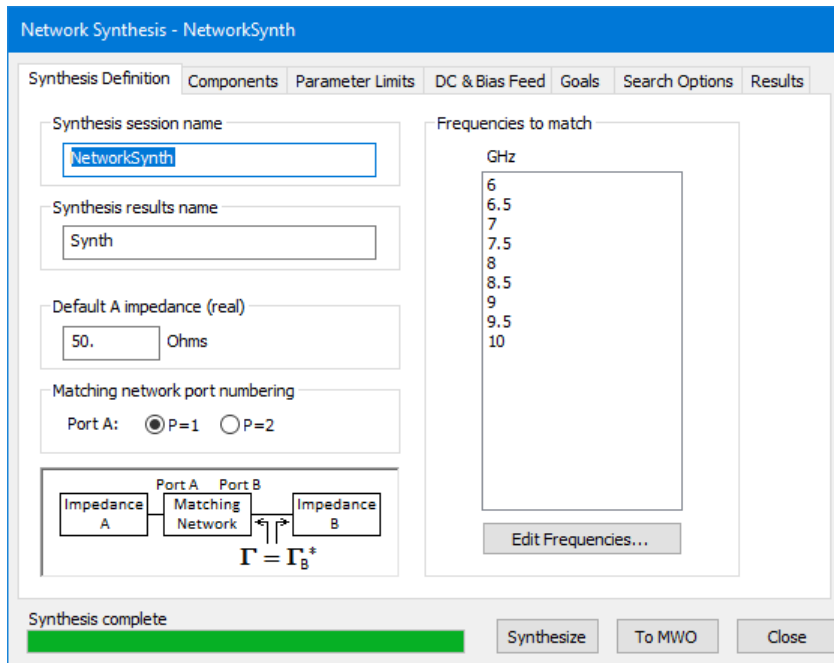 Network Synthesis - NetworkSynth
Synthesis Definition Components Parameter Limits DC & Bias Feed Goals Search Options Results
Synthesis session name
NetworkSynth
Synthesis results name
Synth
Default A impedance (real)
50. Ohms
Matching network port numbering
Port A: P=1 P=2
Port A Port B
Impedance A
Matching Network
Impedance B
Γ = Γ_B*
Frequencies to match
GHz
6
6.5
7
7.5
8
8.5
9
9.5
10
Edit Frequencies...
Synthesis complete
Synthesize To MWO Close